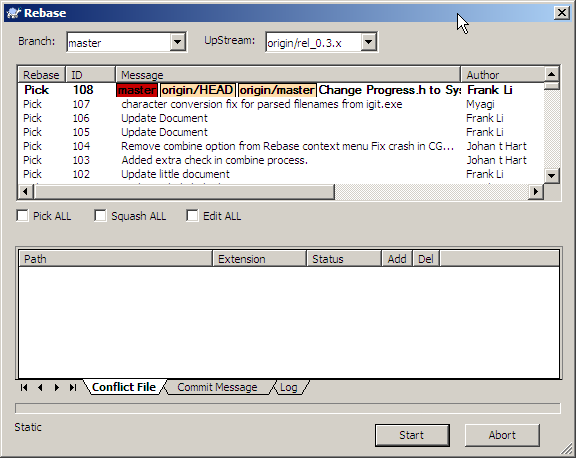 Rebase
Branch: master UpStream: origin/rel_0.3.x
Rebase ID Message Author
Pick 108 master origin/HEAD origin/master Change Progress.h to Sys Frank Li
Pick 107 character conversion fix for parsed filenames from igit.exe Myagi
Pick 106 Update Document Frank Li
Pick 105 Update Document Frank Li
Pick 104 Remove combine option from Rebase context menu Fix crash in CG... Johan t Hart
Pick 103 Added extra check in combine process. Johan t Hart
Pick 102 Update little document Frank Li
Pick ALL Squash ALL Edit ALL
Path Extension Status Add Del
Conflict File Commit Message Log
Static
Start Abort